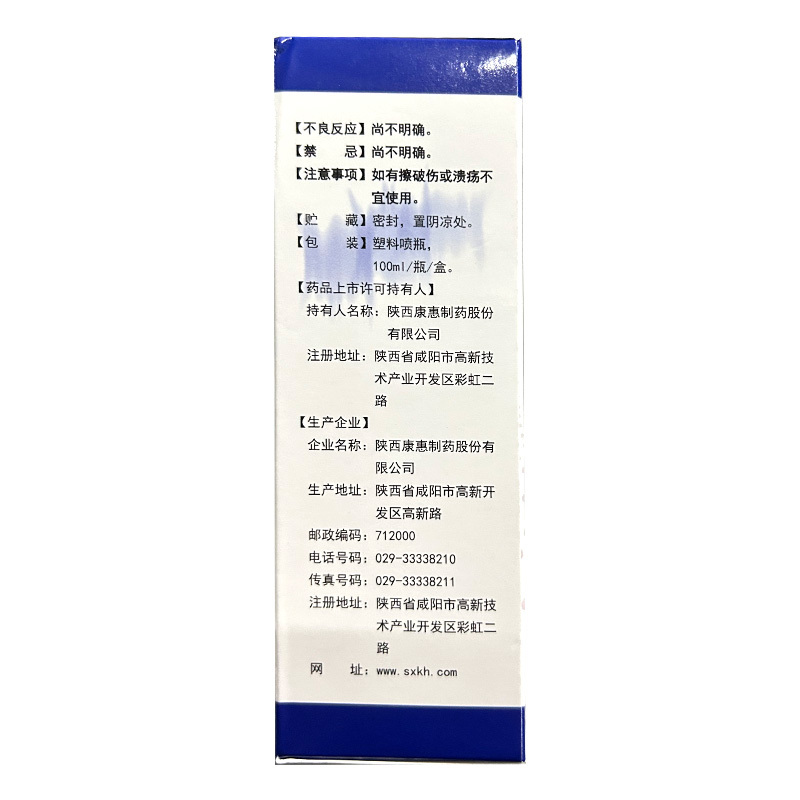 【不良反应】尚不明确。
【禁 忌】尚不明确。
【注意事项】如有擦破伤或溃疡不
宜使用。
【贮 藏】密封，置阴凉处。
【包 装】塑料喷瓶，
100ml/瓶/盒。
【药品上市许可持有人】
持有人名称：陕西康惠制药股份
有限公司
注册地址：陕西省咸阳市高新技
术产业开发区彩虹二
路
【生产企业】
企业名称：陕西康惠制药股份有
限公司
生产地址：陕西省咸阳市高新开
发区高新路
邮政编码：712000
电话号码：029-33338210
传真号码：029-33338211
注册地址：陕西省咸阳市高新技
术产业开发区彩虹二
路
网 址：www.sxkh.com